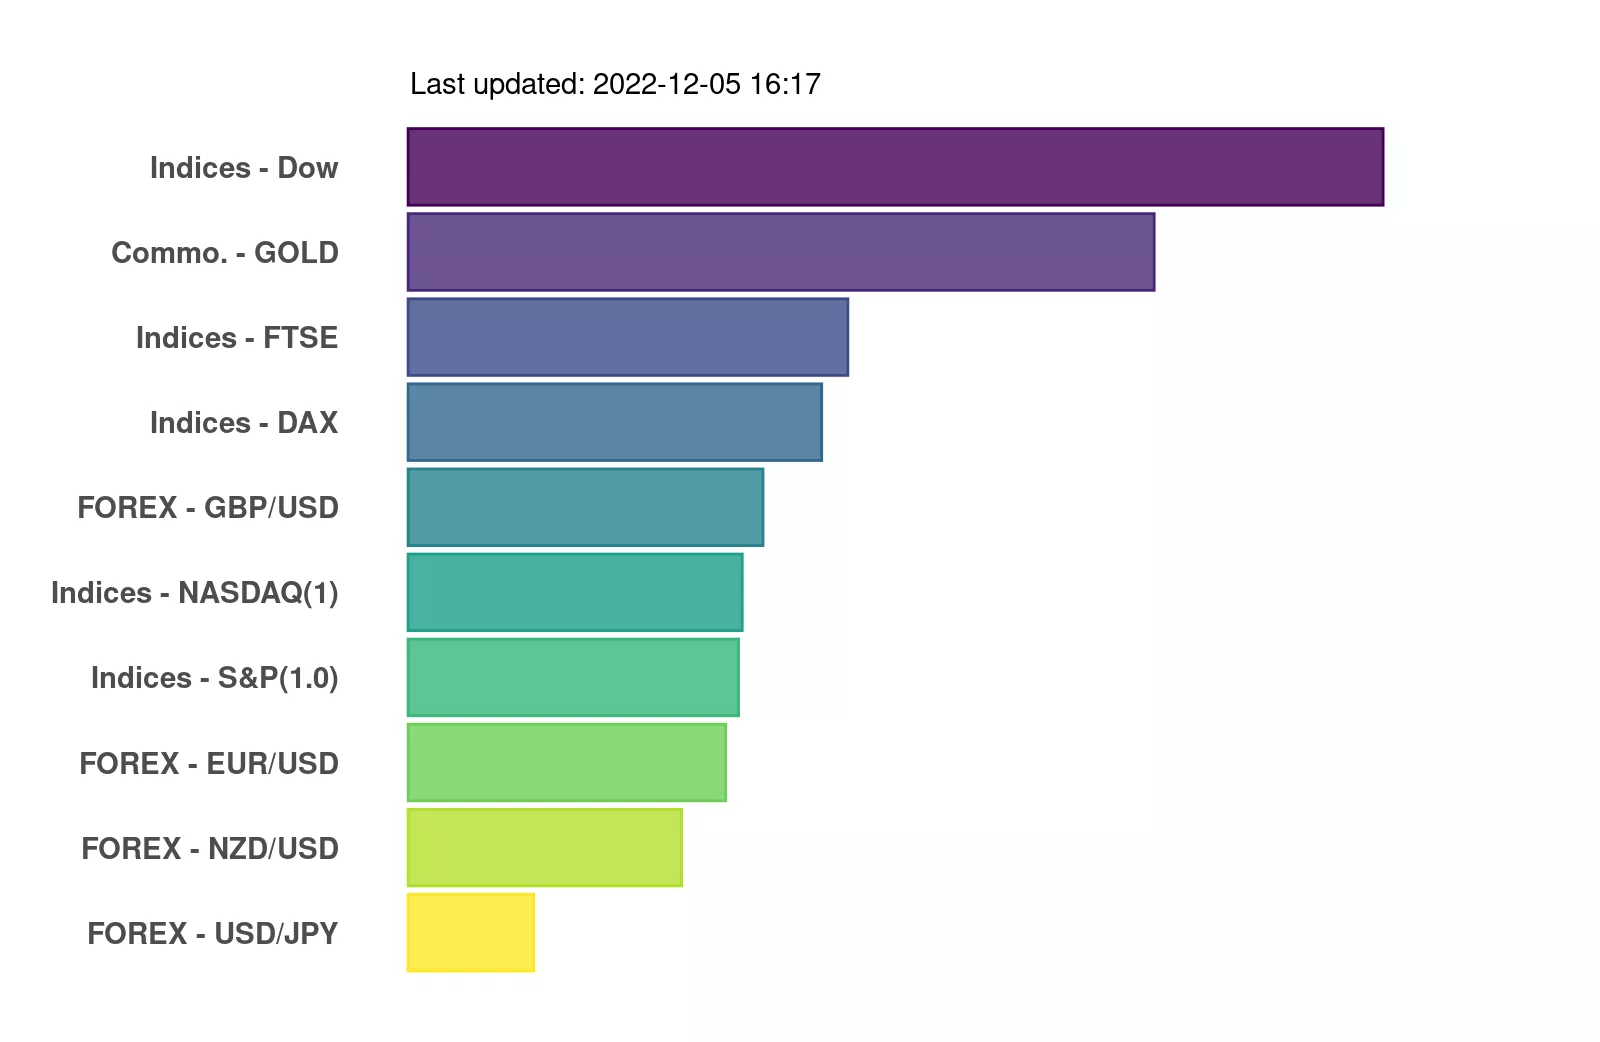 Last updated: 2022-12-05 16:17
Indices - Dow
Commo. - GOLD
Indices - FTSE
Indices - DAX
FOREX - GBP/USD
Indices - NASDAQ(1)
Indices - S&P(1.0)
FOREX - EUR/USD
FOREX - NZD/USD
FOREX - USD/JPY